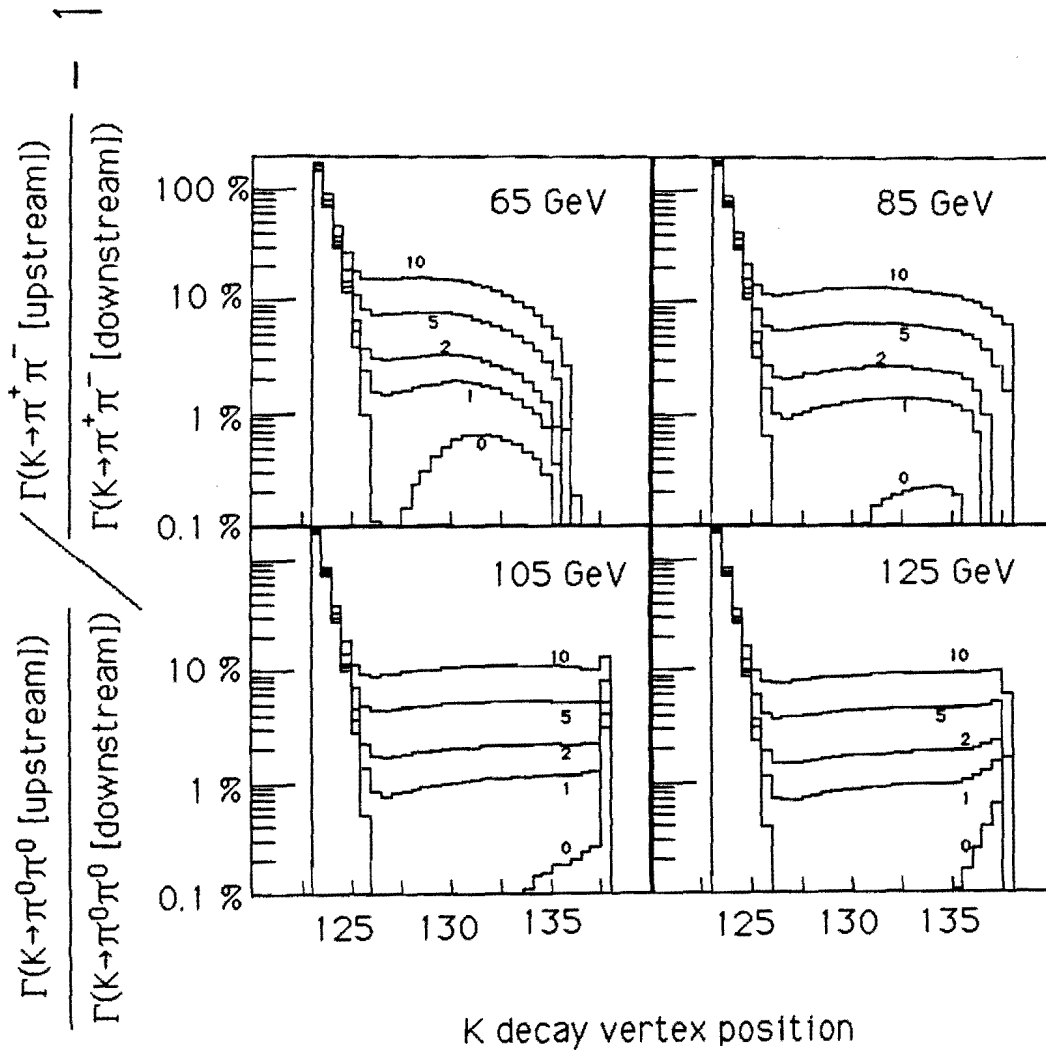 Γ(K→π⁰π⁰ [upstream])
Γ(K→π⁰π⁰ [downstream])
/
Γ(K→π⁺π⁻ [upstream])
Γ(K→π⁺π⁻ [downstream])
− 1
100 %
10 %
1 %
0.1 %
65 GeV
10
5
2
1
0
85 GeV
10
5
2
1
0
10 %
1 %
0.1 %
105 GeV
10
5
2
1
0
125 GeV
10
5
2
1
0
125 130 135
125 130 135
K decay vertex position